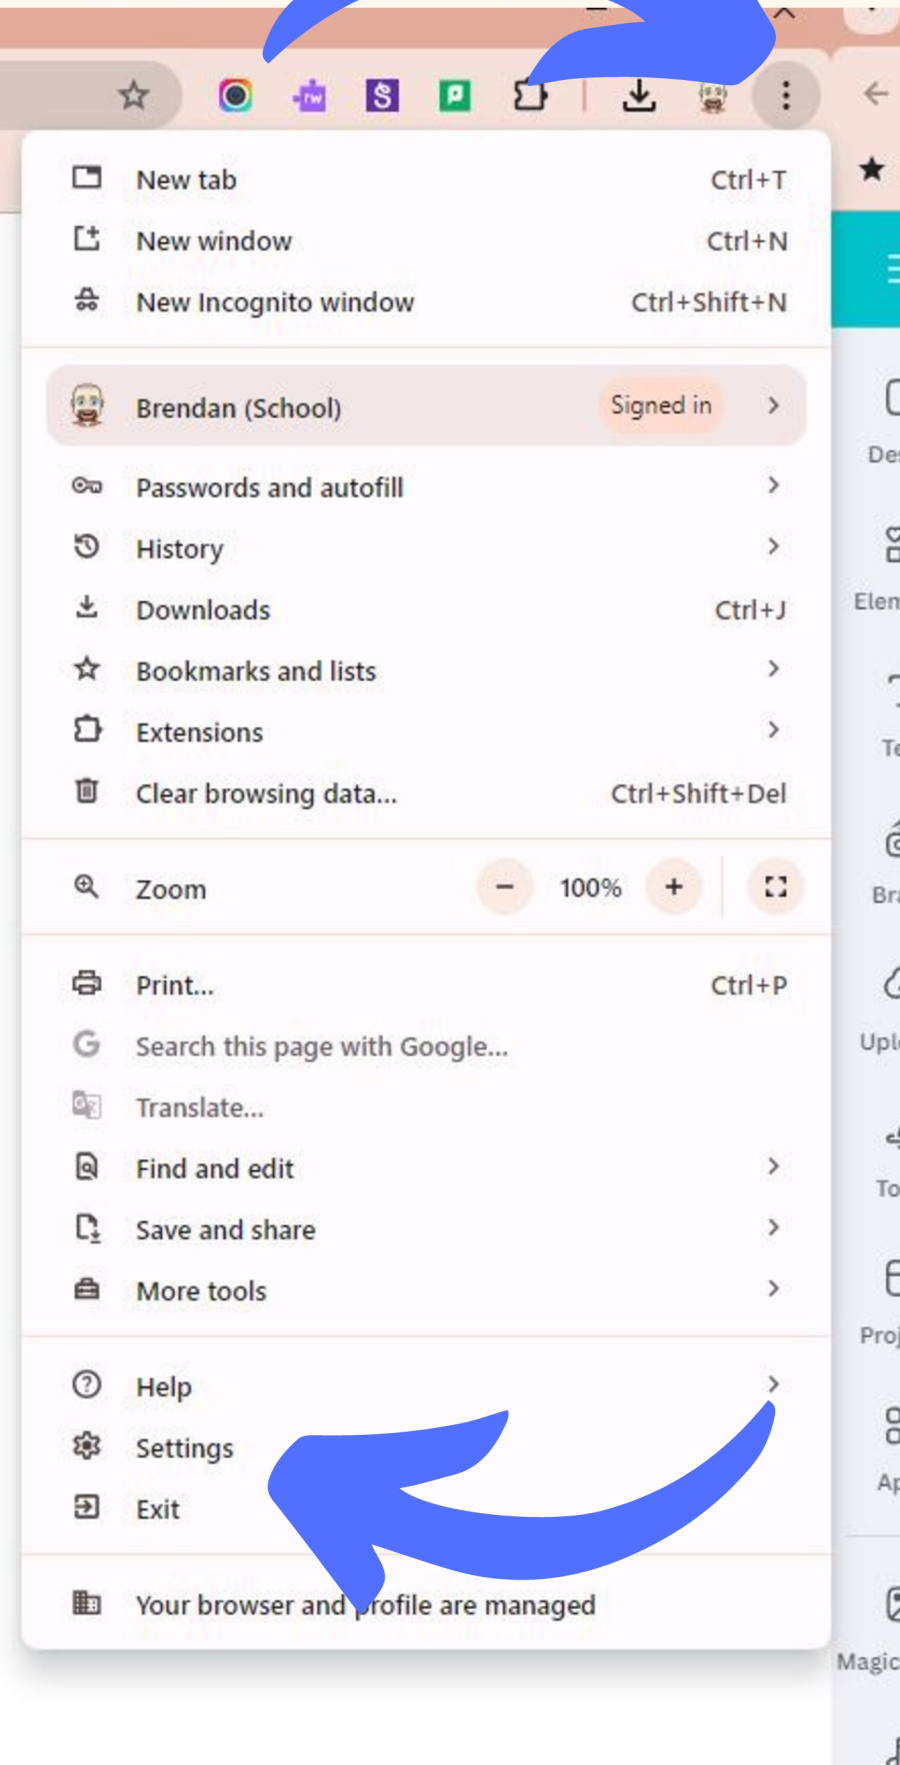 rw
S
New tab Ctrl+T
New window Ctrl+N
New Incognito window Ctrl+Shift+N
Brendan (School) Signed in
Passwords and autofill
History
Downloads Ctrl+J
Bookmarks and lists
Extensions
Clear browsing data... Ctrl+Shift+Del
Zoom − 100% +
Print... Ctrl+P
G Search this page with Google...
Translate...
Find and edit
Save and share
More tools
Help
Settings
Exit
Your browser and profile are managed
Magic